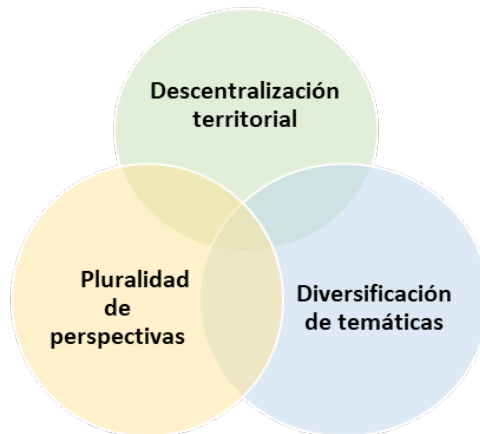 Descentralización
territorial
Pluralidad
de
perspectivas
Diversificación
de temáticas